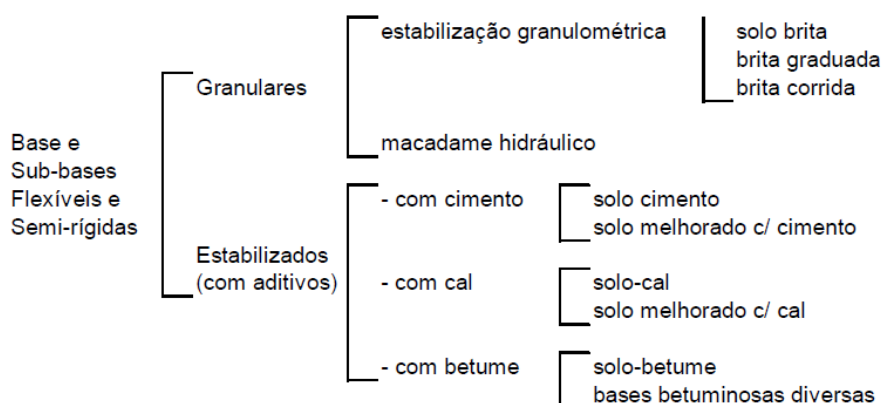 Base e
Sub-bases
Flexíveis e
Semi-rígidas
Granulares
estabilização granulométrica
solo brita
brita graduada
brita corrida
macadame hidráulico
Estabilizados
(com aditivos)
- com cimento
solo cimento
solo melhorado c/ cimento
- com cal
solo-cal
solo melhorado c/ cal
- com betume
solo-betume
bases betuminosas diversas